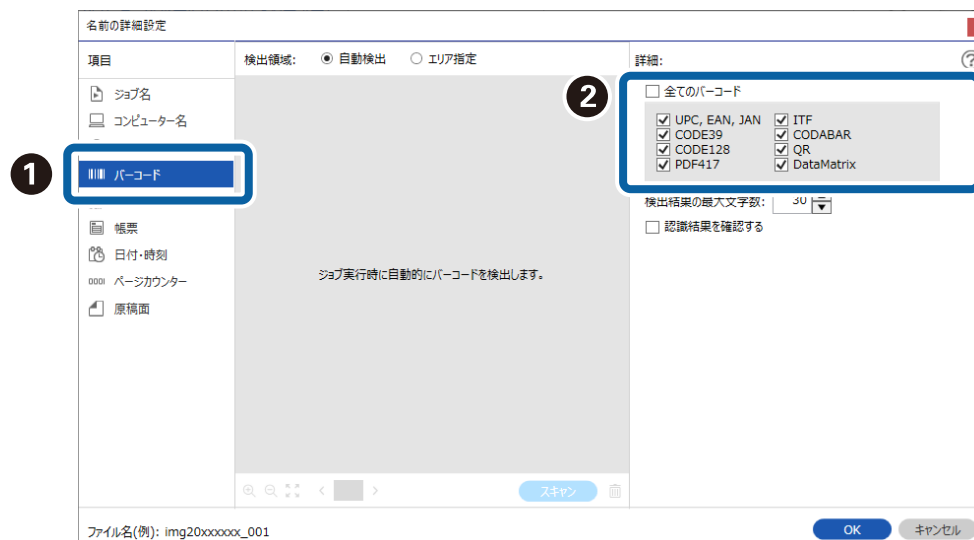 名前の詳細設定
項目
検出領域: 自動検出 エリア指定
詳細:
ジョブ名
コンピューター名
1
バーコード
帳票
日付・時刻
0001 ページカウンター
原稿面
ジョブ実行時に自動的にバーコードを検出します。
スキャン
2
全てのバーコード
UPC, EAN, JAN ITF
CODE39 CODABAR
CODE128 QR
PDF417 DataMatrix
検出結果の最大文字数: 30
認識結果を確認する
ファイル名(例): img20xxxxxx_001
OK キャンセル